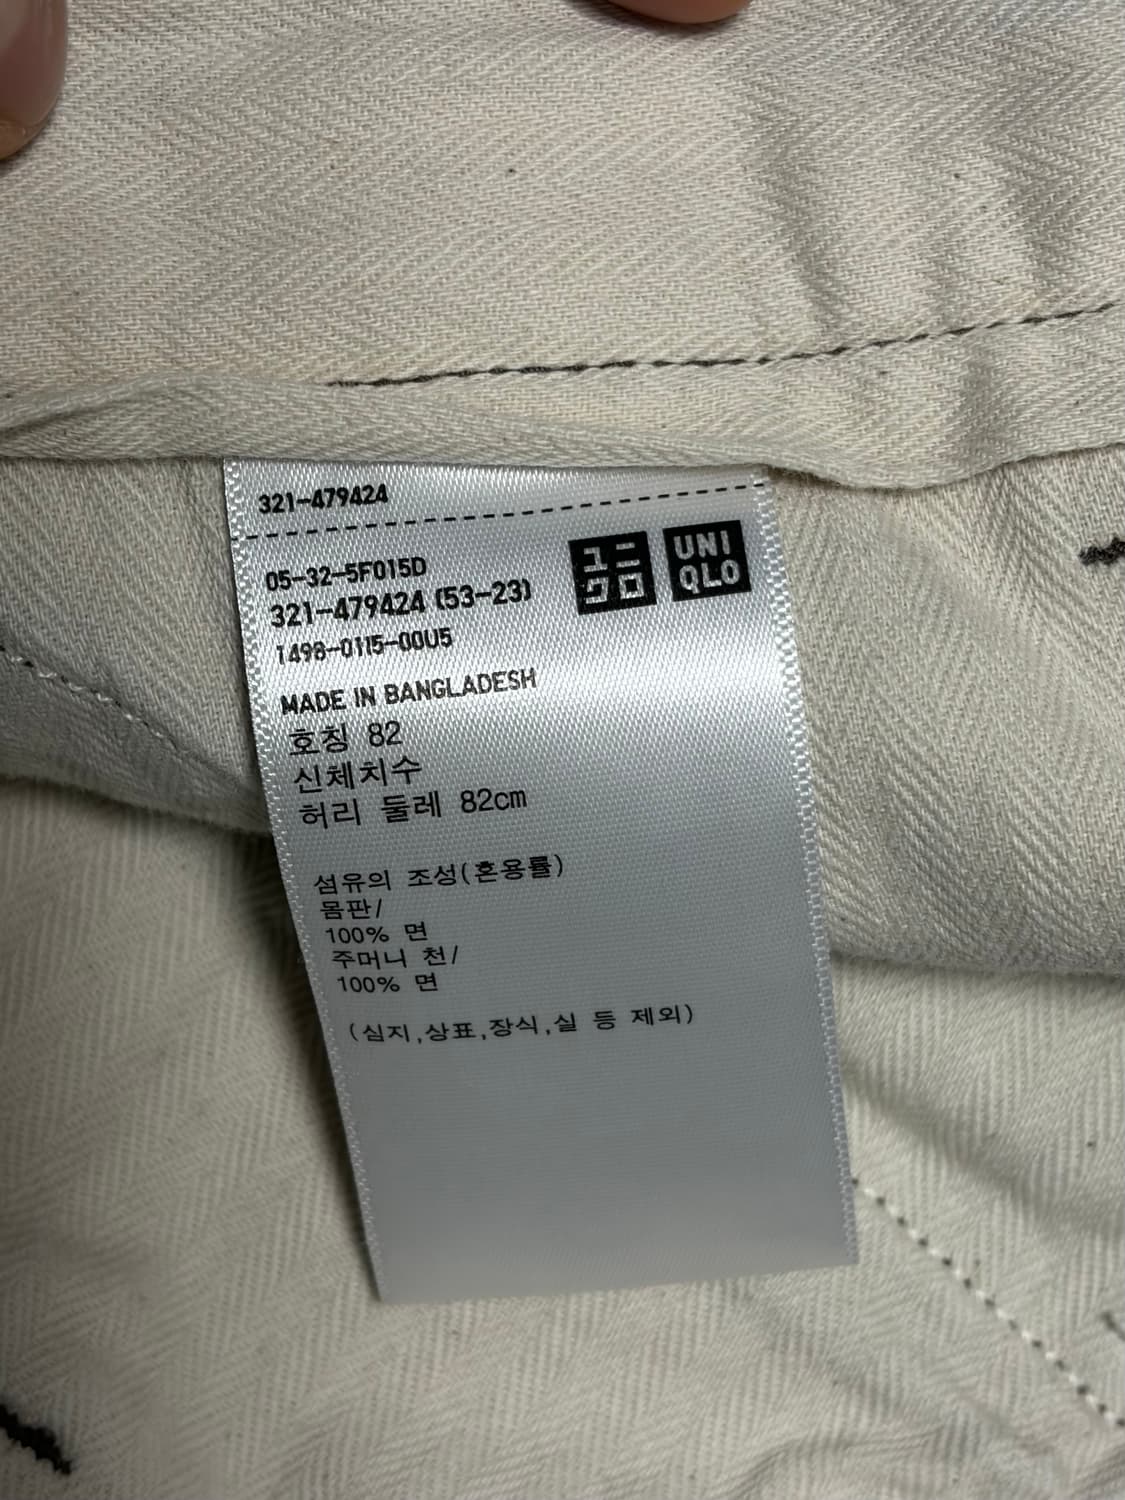 321-479424
05-32-5F015D
321-479424 (53-23)
1498-0115-00U5
ユニ
クロ
UNI
QLO
MADE IN BANGLADESH
호칭 82
신체치수
허리 둘레 82cm
섬유의 조성(혼용률)
몸판/
100% 면
주머니 천/
100% 면
(심지,상표,장식,실 등 제외)